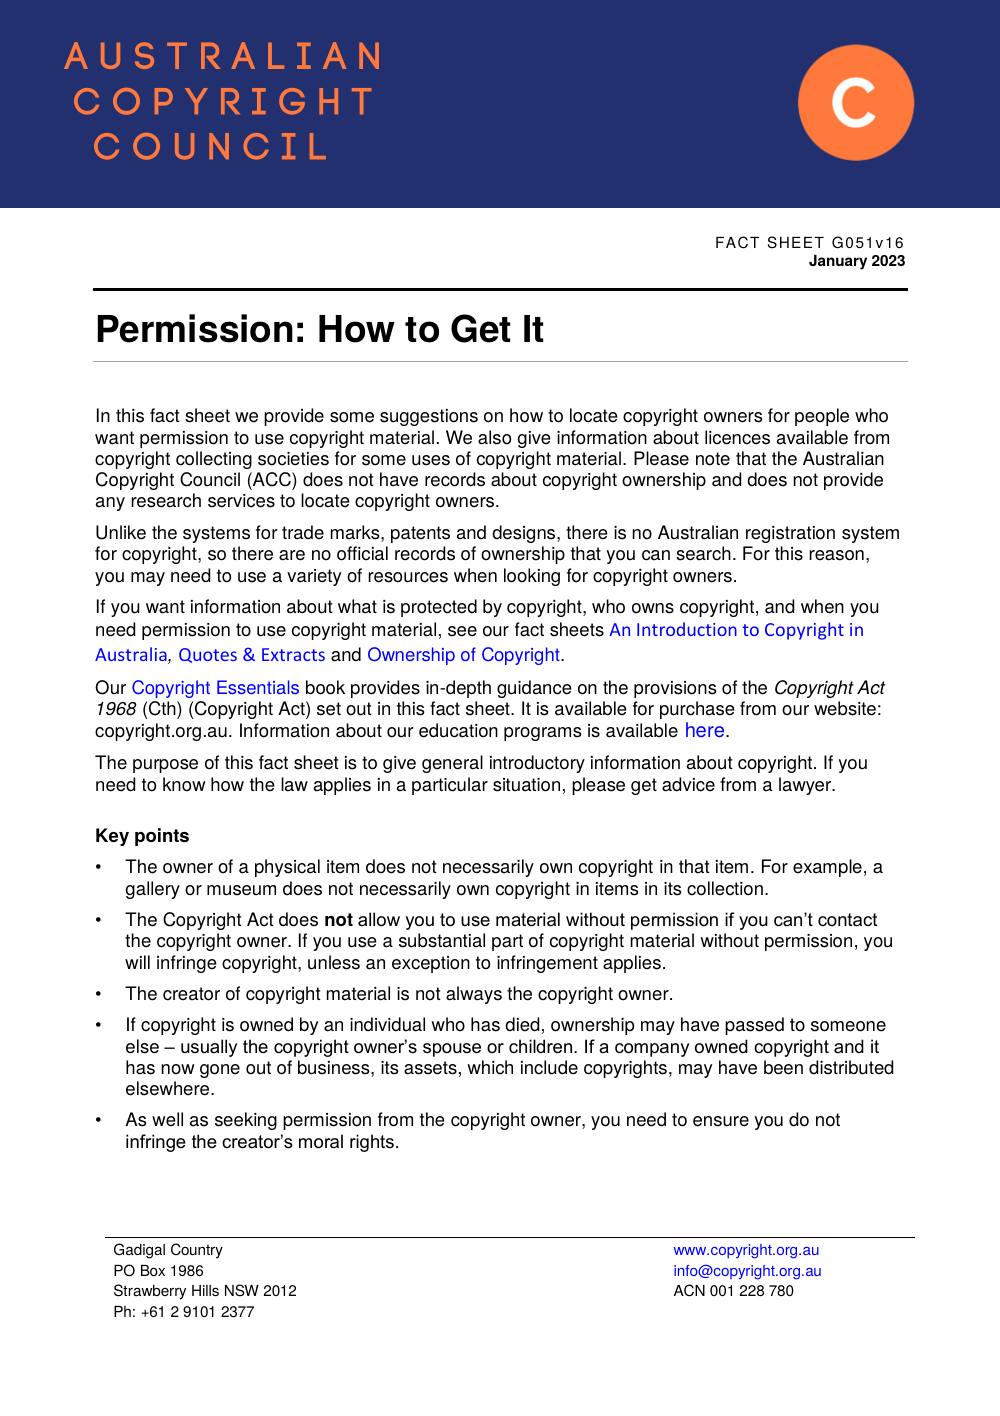 AUSTRALIAN
COPYRIGHT
COUNCIL
C
FACT SHEET G051v16
January 2023
Permission: How to Get It
In this fact sheet we provide some suggestions on how to locate copyright owners for people who
want permission to use copyright material. We also give information about licences available from
copyright collecting societies for some uses of copyright material. Please note that the Australian
Copyright Council (ACC) does not have records about copyright ownership and does not provide
any research services to locate copyright owners.
Unlike the systems for trade marks, patents and designs, there is no Australian registration system
for copyright, so there are no official records of ownership that you can search. For this reason,
you may need to use a variety of resources when looking for copyright owners.
If you want information about what is protected by copyright, who owns copyright, and when you
need permission to use copyright material, see our fact sheets An Introduction to Copyright in
Australia, Quotes & Extracts and Ownership of Copyright.
Our Copyright Essentials book provides in-depth guidance on the provisions of the Copyright Act
1968 (Cth) (Copyright Act) set out in this fact sheet. It is available for purchase from our website:
copyright.org.au. Information about our education programs is available here.
The purpose of this fact sheet is to give general introductory information about copyright. If you
need to know how the law applies in a particular situation, please get advice from a lawyer.
Key points
• The owner of a physical item does not necessarily own copyright in that item. For example, a
gallery or museum does not necessarily own copyright in items in its collection.
• The Copyright Act does not allow you to use material without permission if you can’t contact
the copyright owner. If you use a substantial part of copyright material without permission, you
will infringe copyright, unless an exception to infringement applies.
• The creator of copyright material is not always the copyright owner.
• If copyright is owned by an individual who has died, ownership may have passed to someone
else – usually the copyright owner’s spouse or children. If a company owned copyright and it
has now gone out of business, its assets, which include copyrights, may have been distributed
elsewhere.
• As well as seeking permission from the copyright owner, you need to ensure you do not
infringe the creator’s moral rights.
Gadigal Country
PO Box 1986
Strawberry Hills NSW 2012
Ph: +61 2 9101 2377
www.copyright.org.au
info@copyright.org.au
ACN 001 228 780